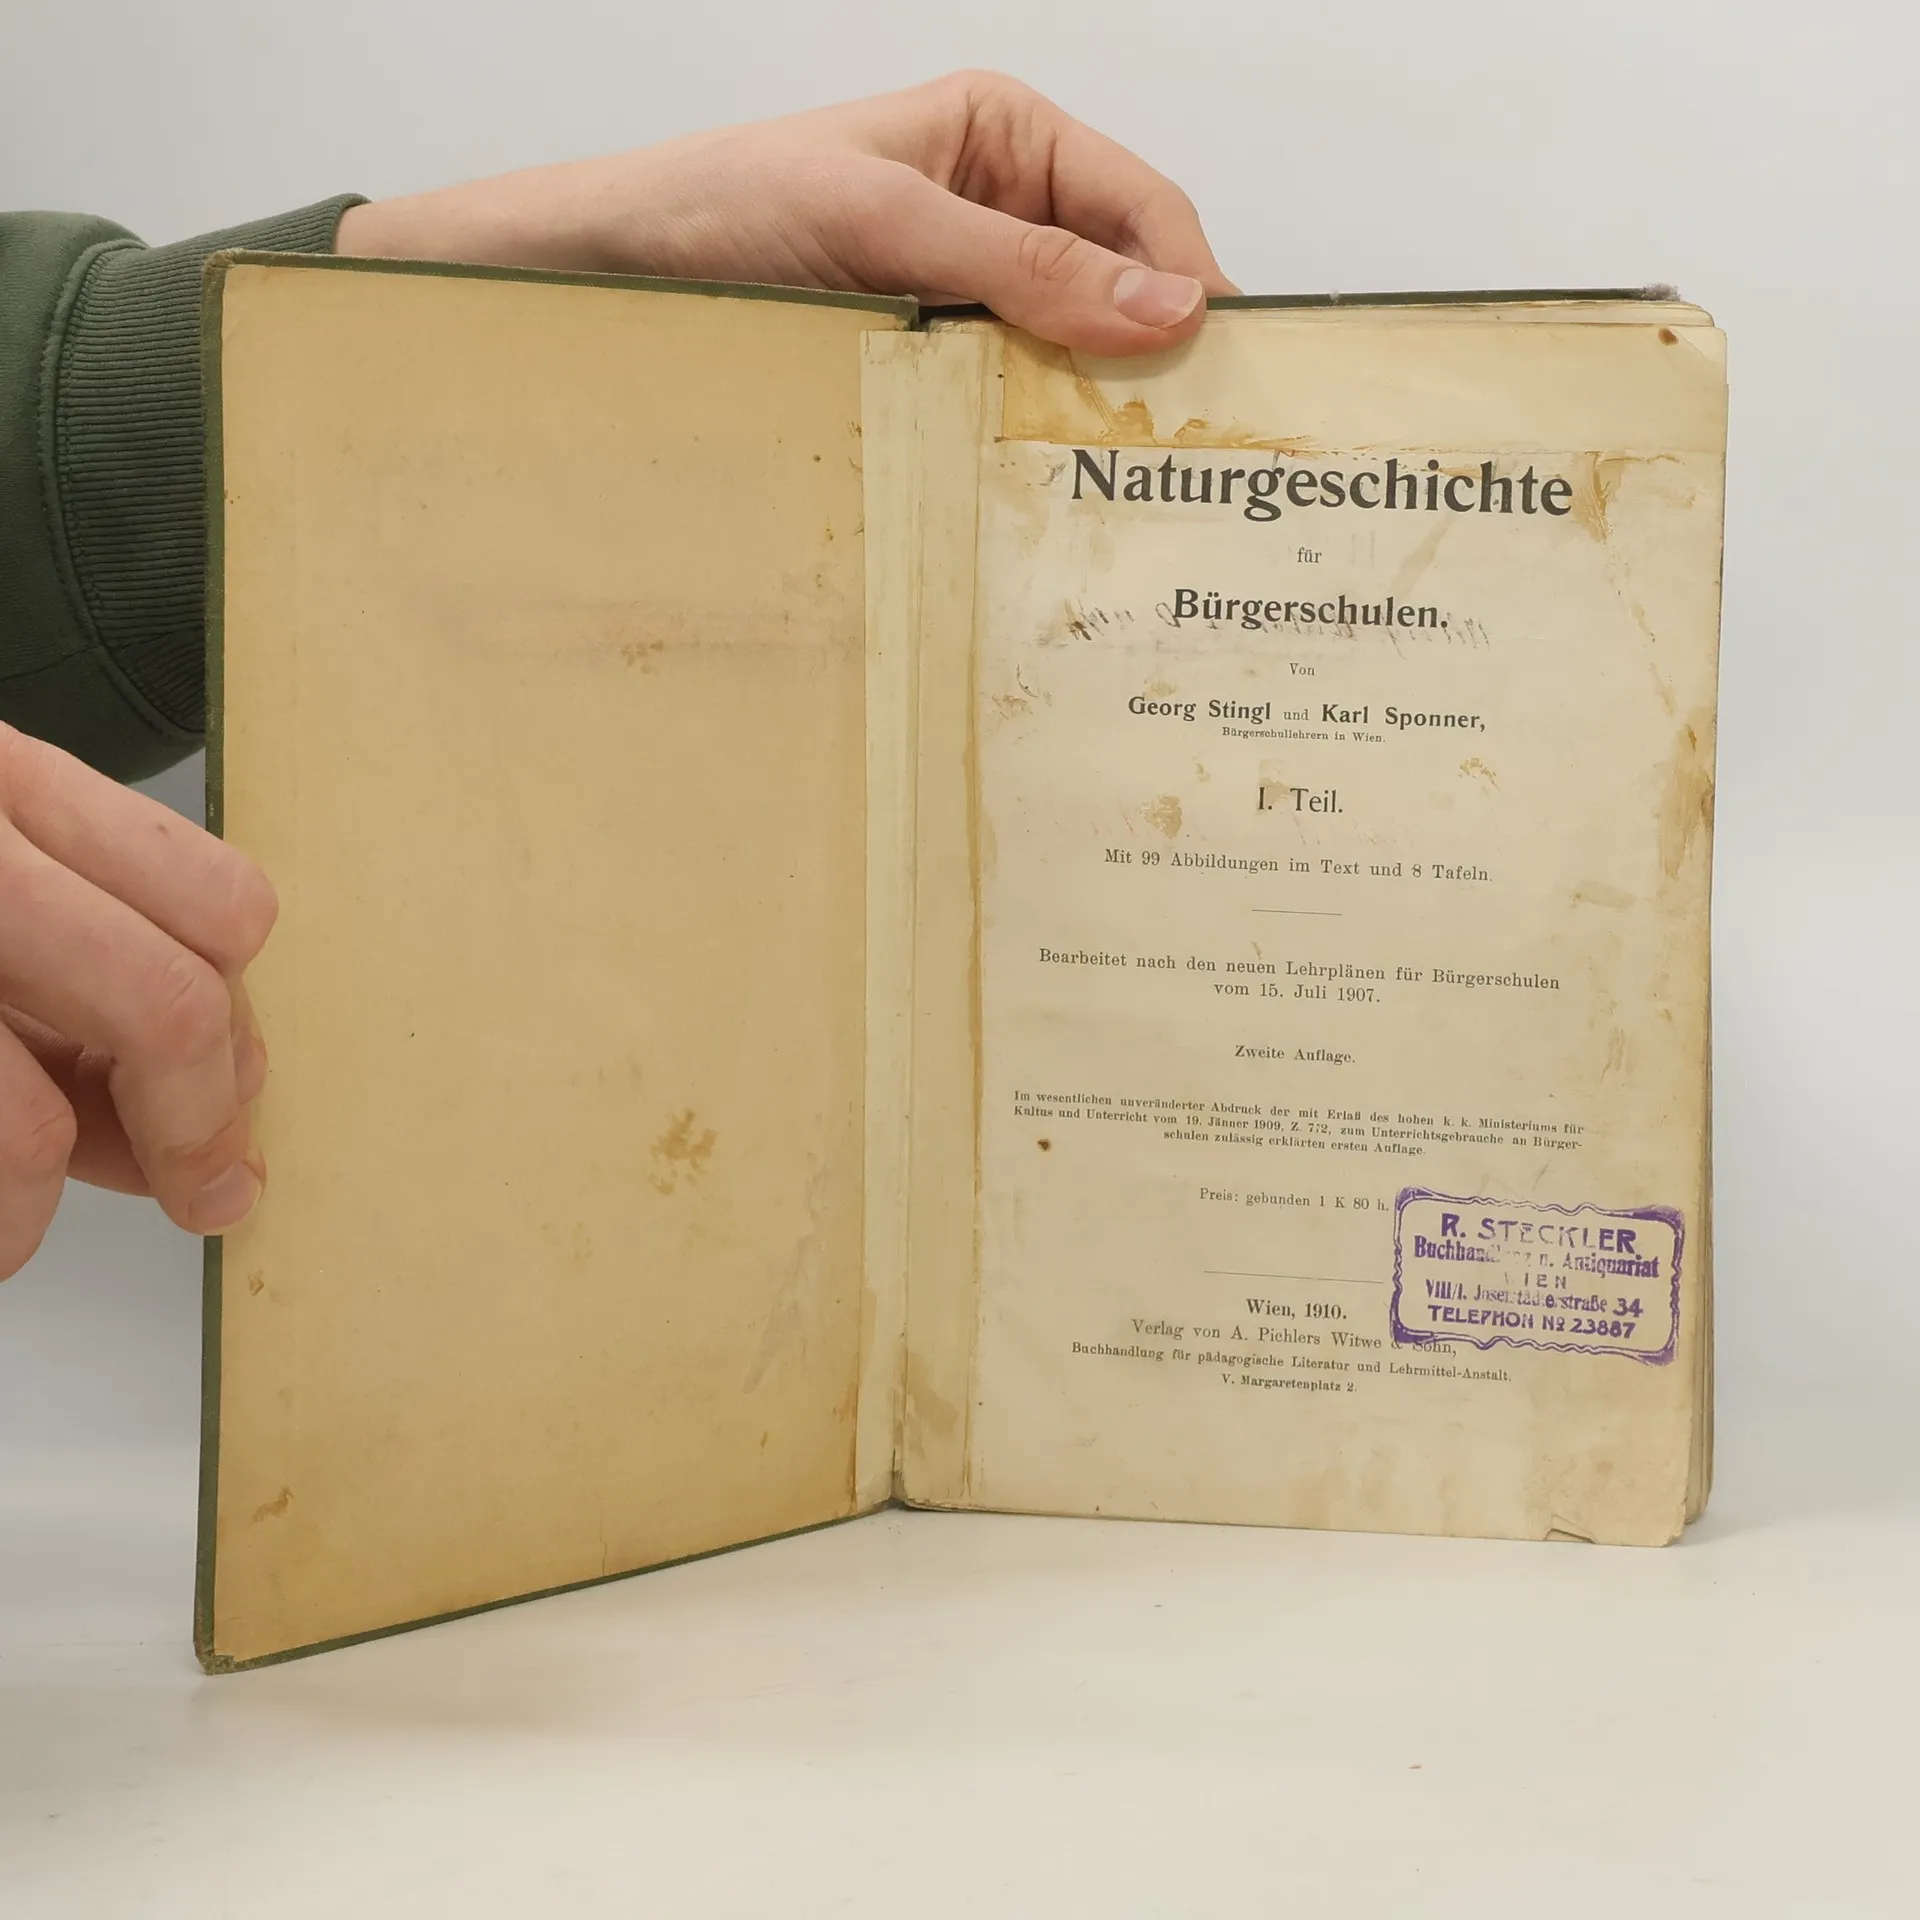 Naturgeschichte
für
Bürgerschulen.
Von
Georg Stingl und Karl Sponner,
Bürgerschullehrern in Wien.
I. Teil.
Mit 99 Abbildungen im Text und 8 Tafeln.
Bearbeitet nach den neuen Lehrplänen für Bürgerschulen
vom 15. Juli 1907.
Zweite Auflage.
Im wesentlichen unveränderter Abdruck der mit Erlaß des hohen k. k. Ministeriums für
Kultus und Unterricht vom 19. Jänner 1909, Z. 772, zum Unterrichtsgebrauche an Bürger-
schulen zulässig erklärten ersten Auflage.
Preis: gebunden 1 K 80 h.
R. STECKLER
Buchhandlung u. Antiquariat
WIEN
VIII/1. Josefstädterstraße 34
TELEPHON No 23887
Wien, 1910.
Verlag von A. Pichlers Witwe & Sohn,
Buchhandlung für pädagogische Literatur und Lehrmittel-Anstalt.
V. Margaretenplatz 2.